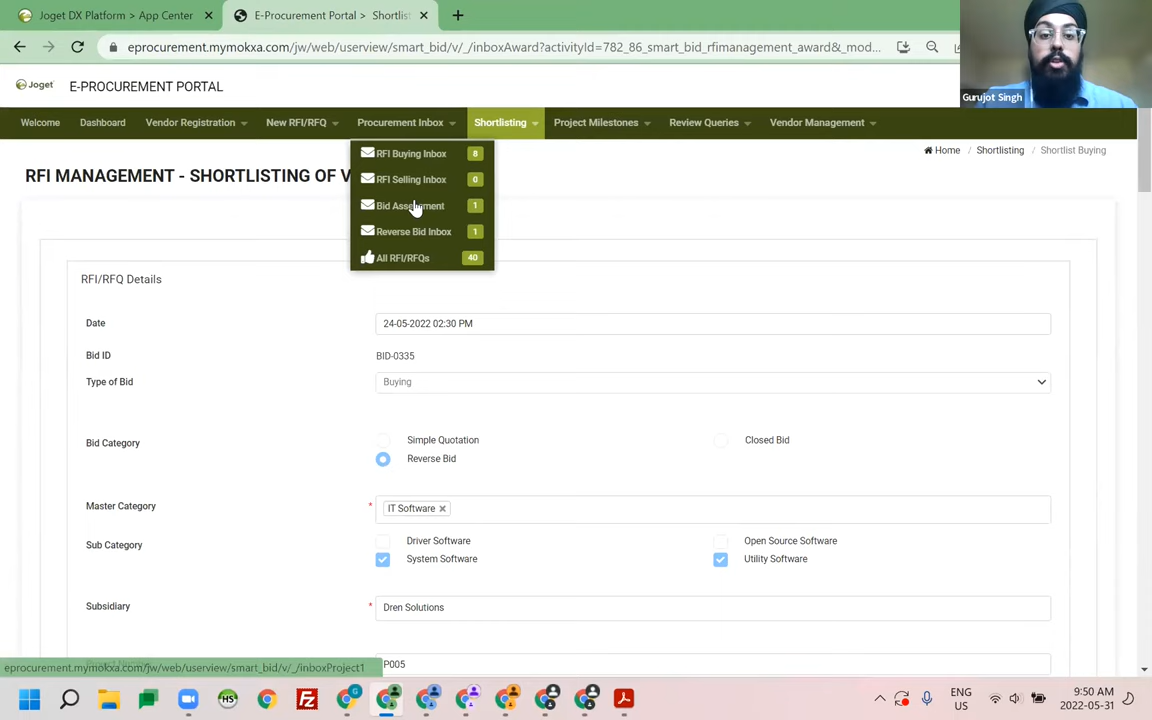 Joget DX Platform > App Center
E-Procurement Portal > Shortlist
eprocurement.mymokxa.com/jw/web/userview/smart_bid/v/_/inboxAward?activityId=782_86_smart_bid_rfimanagement_award&_mod...
Gurujot Singh
Joget
E-PROCUREMENT PORTAL
Welcome Dashboard Vendor Registration New RFI/RFQ Procurement Inbox Shortlisting Project Milestones Review Queries Vendor Management
Home / Shortlisting / Shortlist Buying
RFI Buying Inbox 8
RFI Selling Inbox 0
Bid Assessment 1
Reverse Bid Inbox 1
All RFI/RFQs 40
RFI MANAGEMENT - SHORTLISTING OF V
RFI/RFQ Details
Date 24-05-2022 02:30 PM
Bid ID BID-0335
Type of Bid Buying
Bid Category Simple Quotation Closed Bid
Reverse Bid
Master Category * IT Software ×
Sub Category Driver Software Open Source Software
System Software Utility Software
Subsidiary * Dren Solutions
P005
eprocurement.mymokxa.com/jw/web/userview/smart_bid/v/_/inboxProject1
HS
G
ENG
US
9:50 AM
2022-05-31